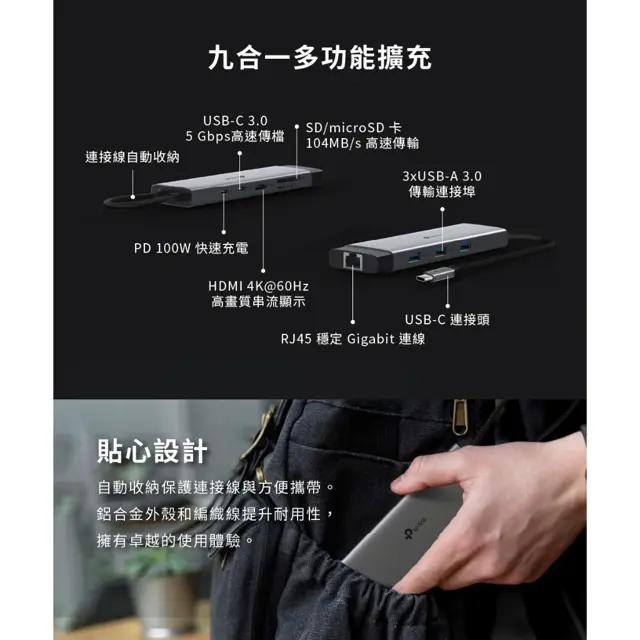 九合一多功能擴充
USB-C 3.0
5 Gbps高速傳檔
SD/microSD 卡
104MB/s 高速傳輸
連接線自動收納
3xUSB-A 3.0
傳輸連接埠
PD 100W 快速充電
HDMI 4K@60Hz
高畫質串流顯示
USB-C 連接頭
RJ45 穩定 Gigabit 連線
貼心設計
自動收納保護連接線與方便攜帶。
鋁合金外殼和編織線提升耐用性，
擁有卓越的使用體驗。
tp-link